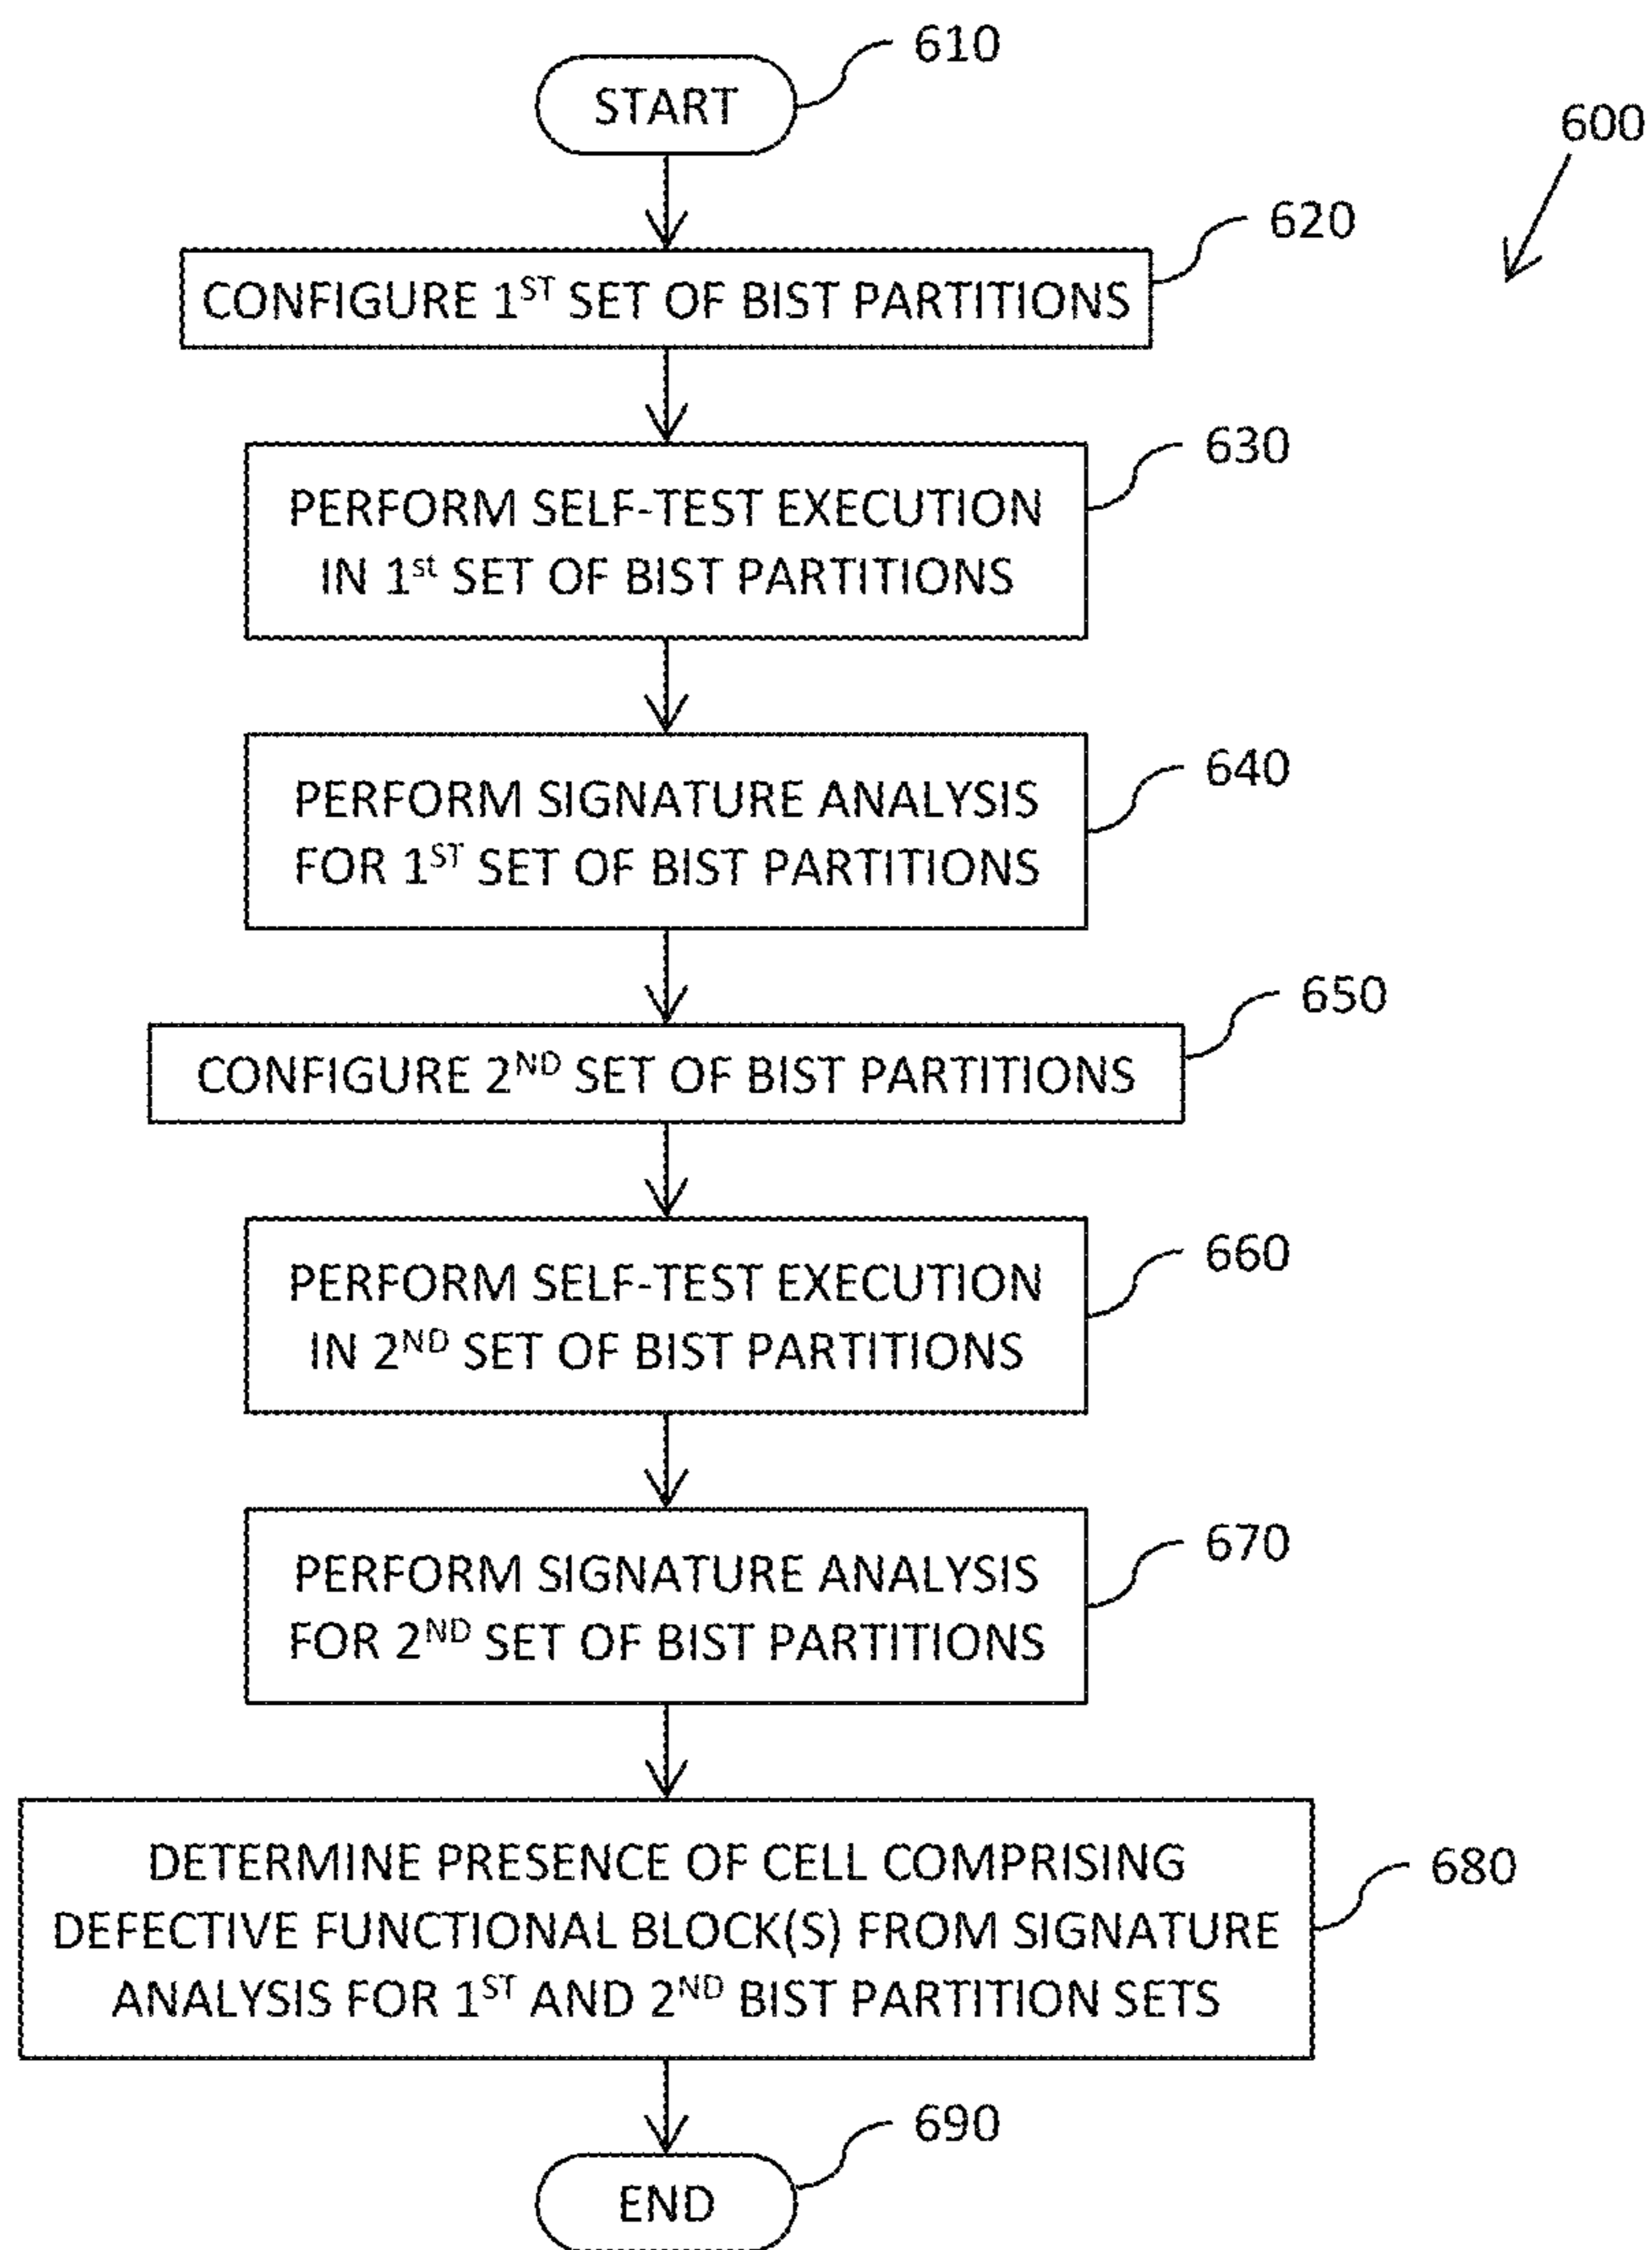 610
START
600
620
CONFIGURE 1ST SET OF BIST PARTITIONS
630
PERFORM SELF-TEST EXECUTION
IN 1st SET OF BIST PARTITIONS
640
PERFORM SIGNATURE ANALYSIS
FOR 1ST SET OF BIST PARTITIONS
650
CONFIGURE 2ND SET OF BIST PARTITIONS
660
PERFORM SELF-TEST EXECUTION
IN 2ND SET OF BIST PARTITIONS
670
PERFORM SIGNATURE ANALYSIS
FOR 2ND SET OF BIST PARTITIONS
680
DETERMINE PRESENCE OF CELL COMPRISING
DEFECTIVE FUNCTIONAL BLOCK(S) FROM SIGNATURE
ANALYSIS FOR 1ST AND 2ND BIST PARTITION SETS
690
END